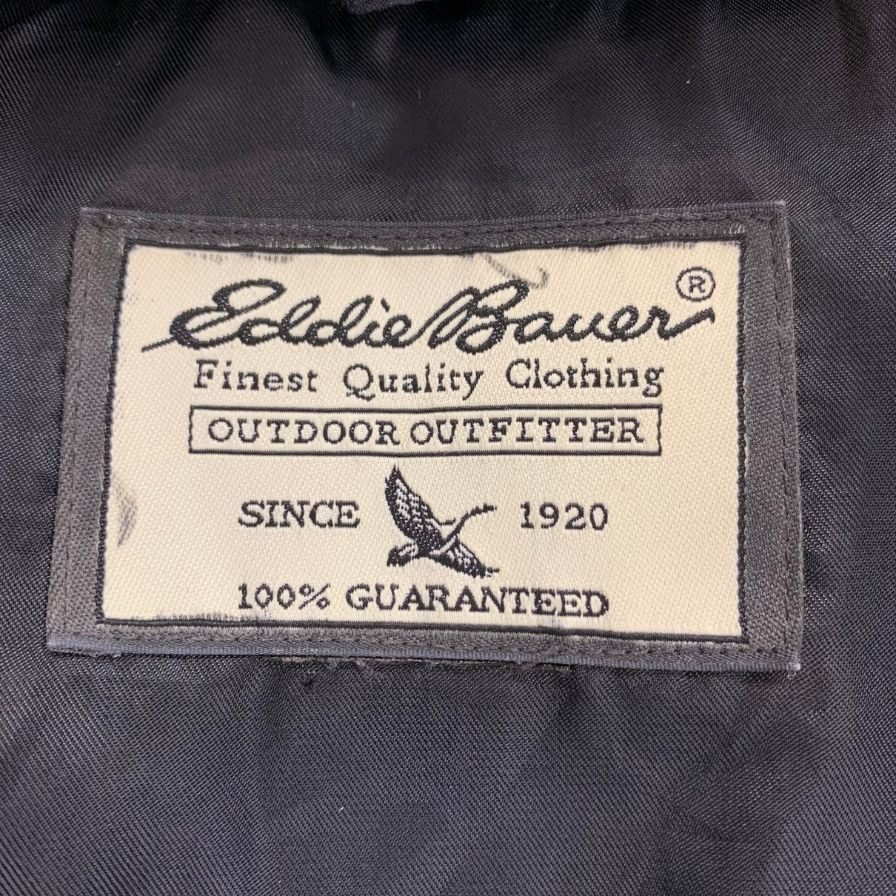 Eddie Bauer®
Finest Quality Clothing
OUTDOOR OUTFITTER
SINCE 1920
100% GUARANTEED